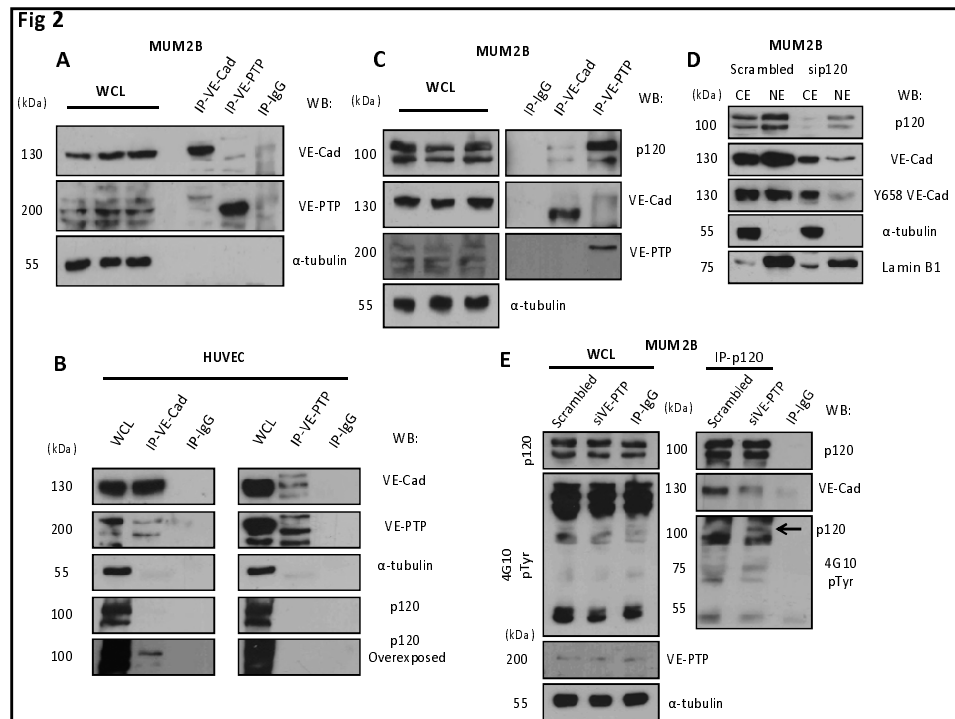 Fig 2
A
MUM2B
WCL
IP-VE-Cad
IP-VE-PTP
IP-IgG
(kDa)
WB:
130
VE-Cad
200
VE-PTP
55
α-tubulin
C
MUM2B
WCL
IP-IgG
IP-VE-Cad
IP-VE-PTP
(kDa)
WB:
100
p120
130
VE-Cad
200
VE-PTP
55
α-tubulin
D
MUM2B
Scrambled sip120
(kDa) CE NE CE NE WB:
100
p120
130
VE-Cad
130
Y658 VE-Cad
55
α-tubulin
75
Lamin B1
B
HUVEC
WCL
IP-VE-Cad
IP-IgG
WCL
IP-VE-PTP
IP-IgG
(kDa)
WB:
130
VE-Cad
200
VE-PTP
55
α-tubulin
100
p120
100
p120
Overexposed
E
MUM2B
WCL
IP-p120
Scrambled
siVE-PTP
IP-IgG
(kDa)
Scrambled
siVE-PTP
IP-IgG
WB:
p120
100
p120
130
VE-Cad
4G10
pTyr
100
p120
75
4G10
pTyr
55
(kDa)
200
VE-PTP
55
α-tubulin